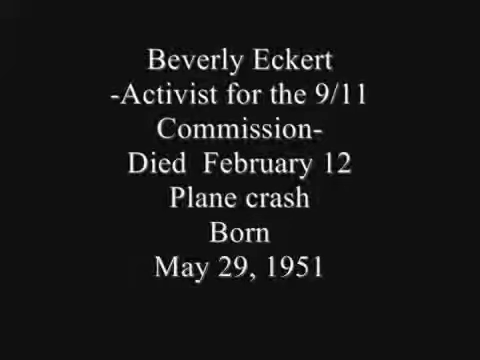 Beverly Eckert
-Activist for the 9/11
Commission-
Died  February 12
Plane crash
Born
May 29, 1951